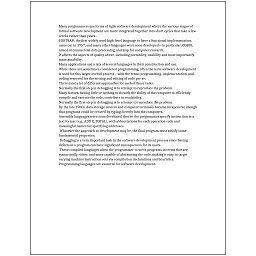 Many programmers use forms of Agile software development where the various stages of
formal software development are more integrated together into short cycles that take a few
weeks rather than years.
FORTRAN, the first widely used high-level language to have a functional implementation,
came out in 1957, and many other languages were soon developed—in particular, COBOL
aimed at commercial data processing, and Lisp for computer research.
It affects the aspects of quality above, including portability, usability and most importantly
maintainability.
Many applications use a mix of several languages in their construction and use.
While these are sometimes considered programming, often the term software development
is used for this larger overall process – with the terms programming, implementation, and
coding reserved for the writing and editing of code per se.
There exist a lot of different approaches for each of those tasks.
Normally the first step in debugging is to attempt to reproduce the problem.
Many factors, having little or nothing to do with the ability of the computer to efficiently
compile and execute the code, contribute to readability.
Normally the first step in debugging is to attempt to reproduce the problem.
By the late 1960s, data storage devices and computer terminals became inexpensive enough
that programs could be created by typing directly into the computers.
Assembly languages were soon developed that let the programmer specify instruction in a
text format (e.g., ADD X, TOTAL), with abbreviations for each operation code and
meaningful names for specifying addresses.
Whatever the approach to development may be, the final program must satisfy some
fundamental properties.
Debugging is a very important task in the software development process since having
defects in a program can have significant consequences for its users.
These compiled languages allow the programmer to write programs in terms that are
syntactically richer, and more capable of abstracting the code, making it easy to target
varying machine instruction sets via compilation declarations and heuristics.
Programming languages are essential for software development.